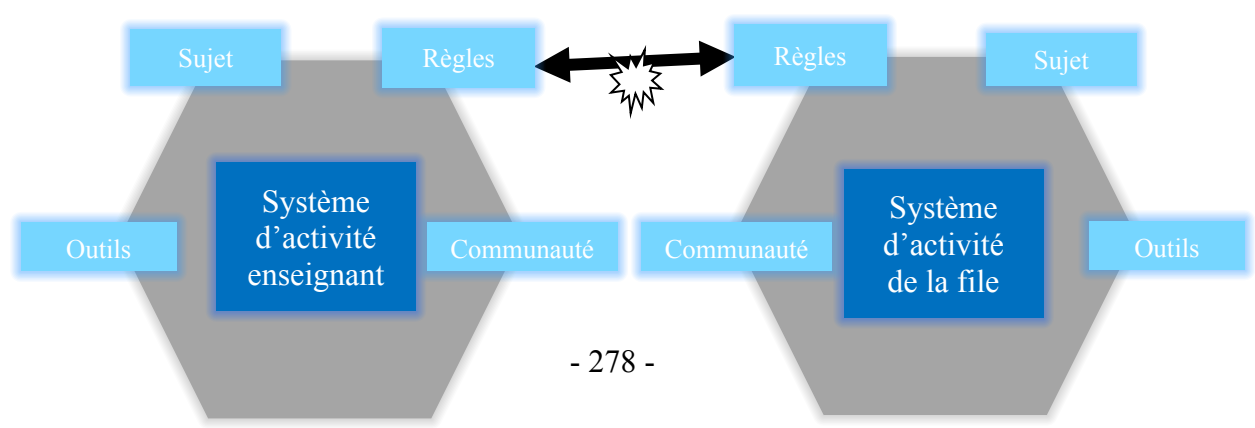 Sujet
Règles
Règles
Sujet
Système
d’activité
enseignant
Système
d’activité
de la file
Outils
Communauté
Communauté
Outils
- 278 -